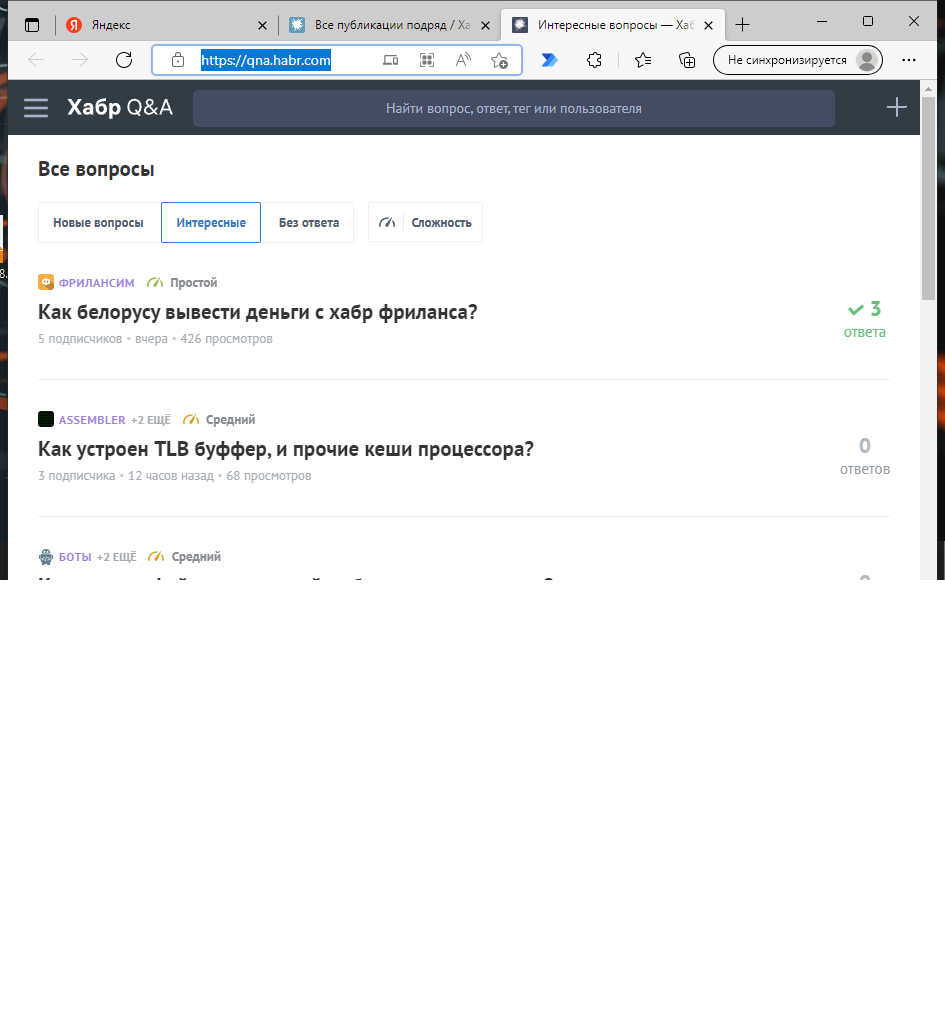 Яндекс
Все публикации подряд / Ха
Интересные вопросы — Хаб
https://qna.habr.com
Не синхронизируется
Хабр Q&A
Найти вопрос, ответ, тег или пользователя
Все вопросы
Новые вопросы
Интересные
Без ответа
Сложность
ФРИЛАНСИМ Простой
Как белорусу вывести деньги с хабр фриланса?
5 подписчиков • вчера • 426 просмотров
3
ответа
ASSEMBLER +2 ЕЩЁ Средний
Как устроен TLB буффер, и прочие кеши процессора?
3 подписчика • 12 часов назад • 68 просмотров
0
ответов
БОТЫ +2 ЕЩЁ Средний
8.